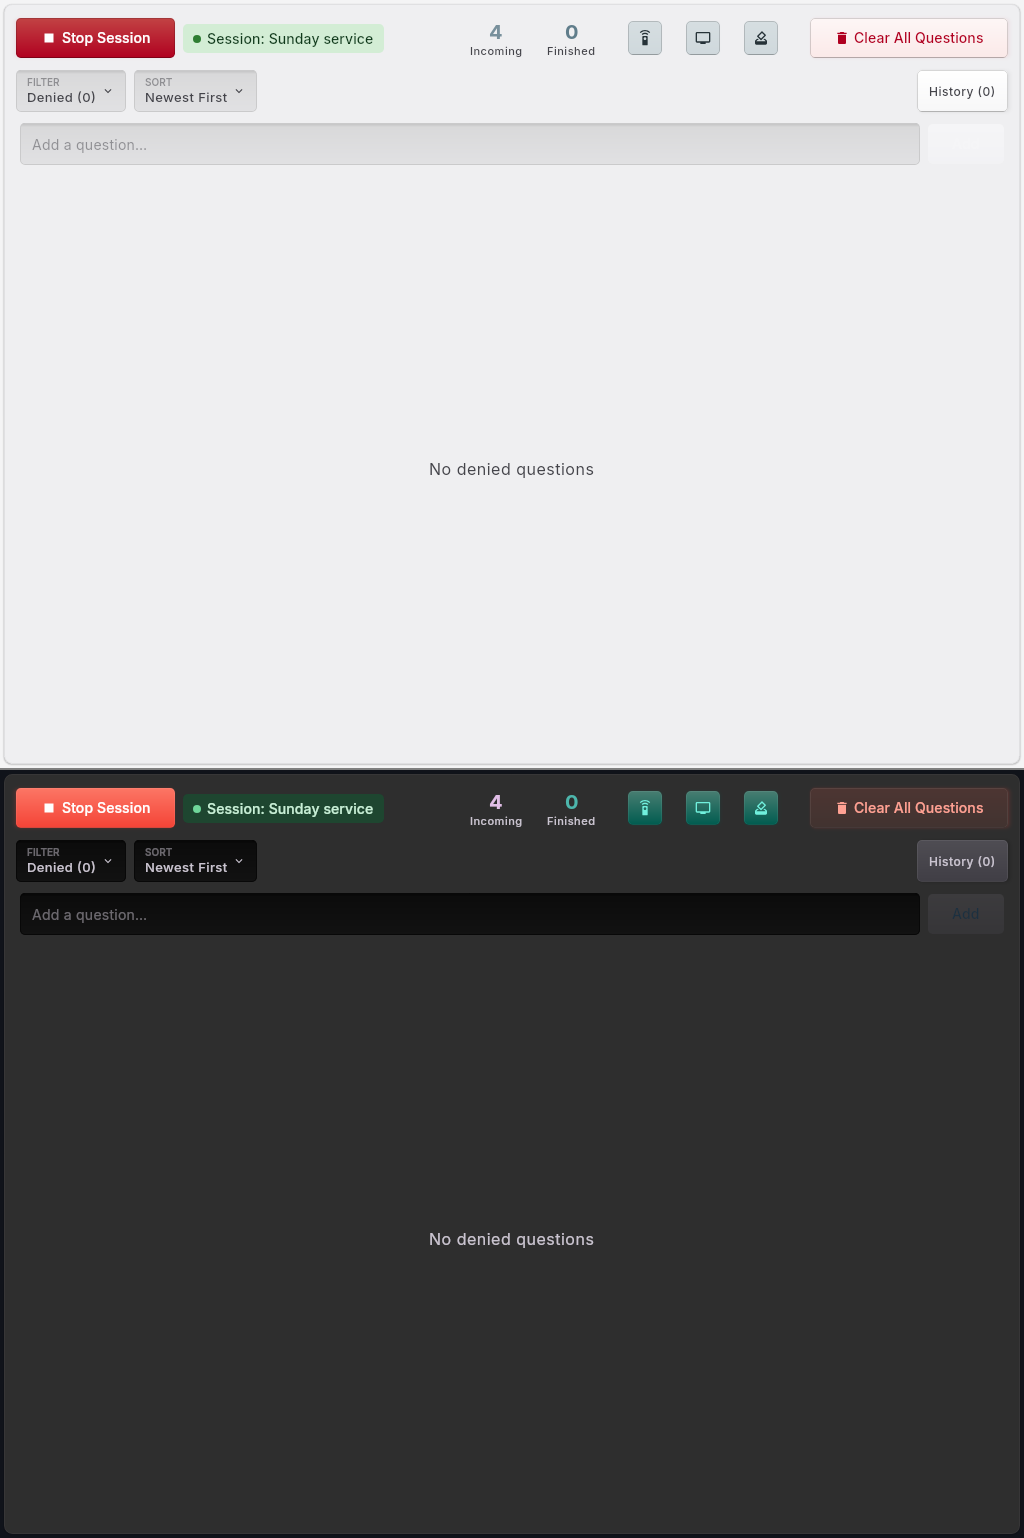 Stop Session
Session: Sunday service
4
Incoming
0
Finished
Clear All Questions
FILTER
Denied (0)
SORT
Newest First
History (0)
Add a question...
No denied questions
Stop Session
Session: Sunday service
4
Incoming
0
Finished
Clear All Questions
FILTER
Denied (0)
SORT
Newest First
History (0)
Add a question...
Add
No denied questions